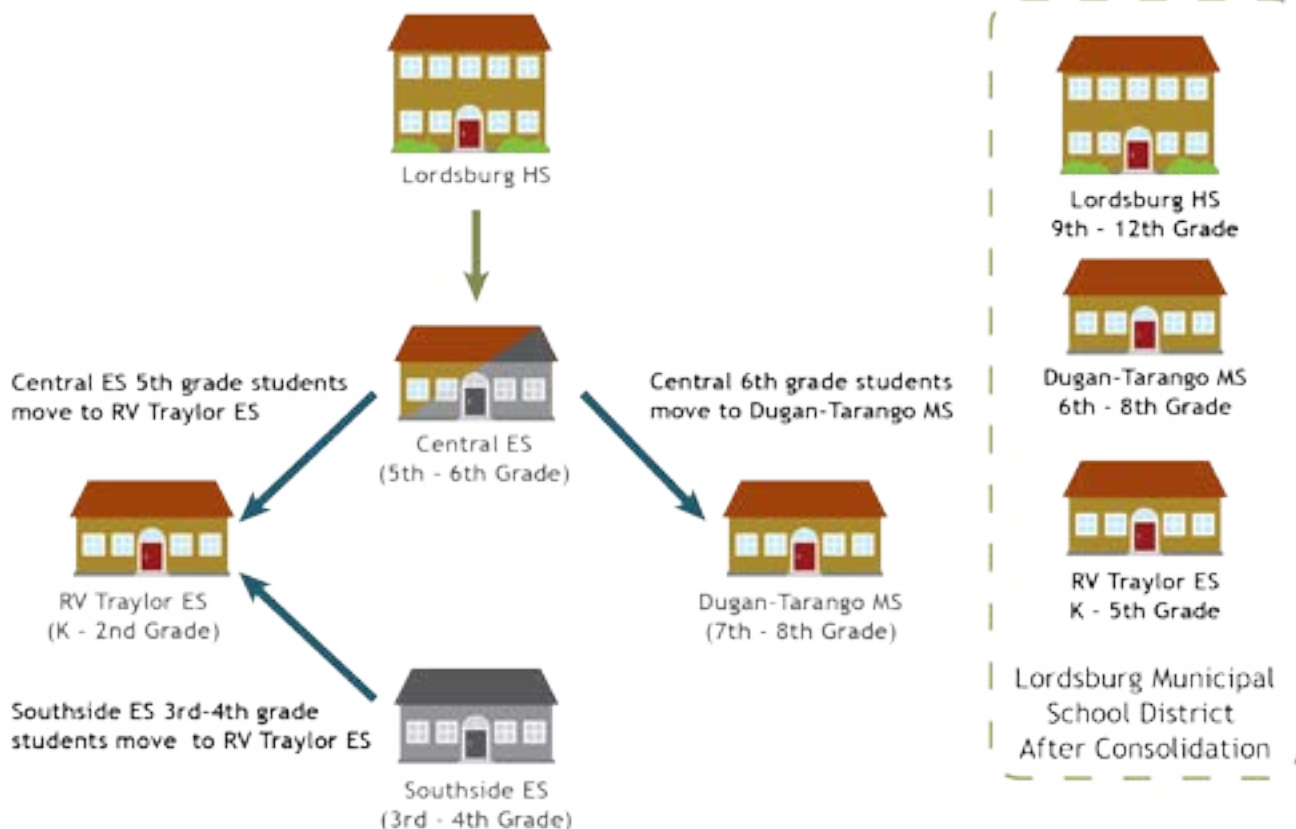 Lordsburg HS
Central ES 5th grade students
move to RV Traylor ES
Central 6th grade students
move to Dugan-Tarango MS
Central ES
(5th - 6th Grade)
RV Traylor ES
(K - 2nd Grade)
Dugan-Tarango MS
(7th - 8th Grade)
Southside ES 3rd-4th grade
students move to RV Traylor ES
Southside ES
(3rd - 4th Grade)
Lordsburg HS
9th - 12th Grade
Dugan-Tarango MS
6th - 8th Grade
RV Traylor ES
K - 5th Grade
Lordsburg Municipal
School District
After Consolidation